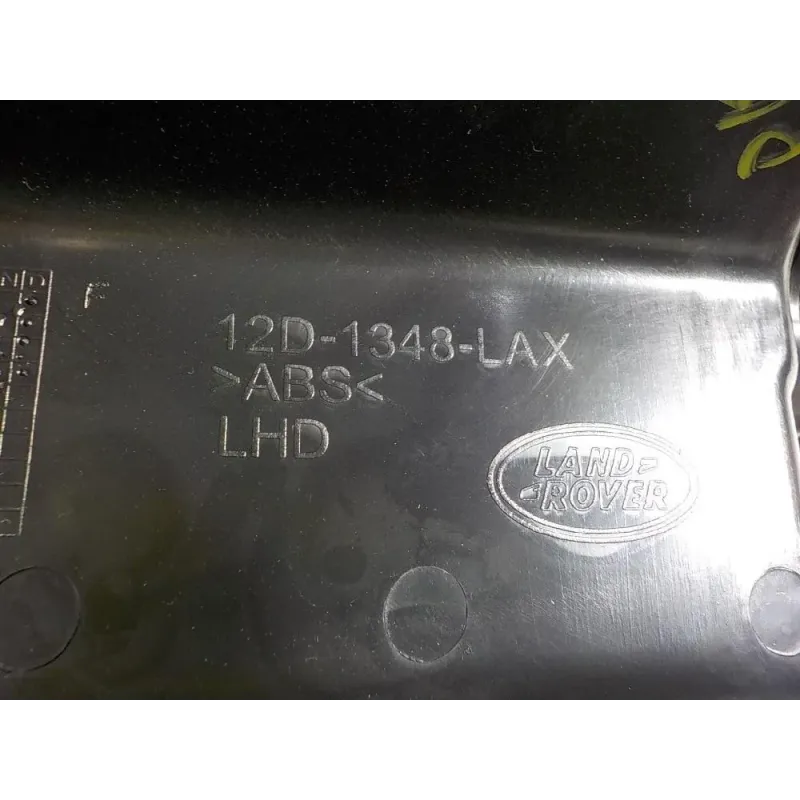 F
12D-1348-LAX
>ABS<
LHD
LAND
ROVER